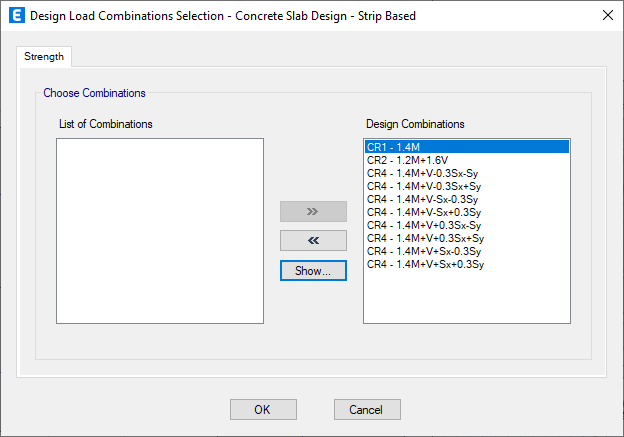 E Design Load Combinations Selection - Concrete Slab Design - Strip Based
Strength
Choose Combinations
List of Combinations
Design Combinations
CR1 - 1.4M
CR2 - 1.2M+1.6V
CR4 - 1.4M+V-0.3Sx-Sy
CR4 - 1.4M+V-0.3Sx+Sy
CR4 - 1.4M+V-Sx-0.3Sy
CR4 - 1.4M+V-Sx+0.3Sy
CR4 - 1.4M+V+0.3Sx-Sy
CR4 - 1.4M+V+0.3Sx+Sy
CR4 - 1.4M+V+Sx-0.3Sy
CR4 - 1.4M+V+Sx+0.3Sy
>>
<<
Show...
OK
Cancel